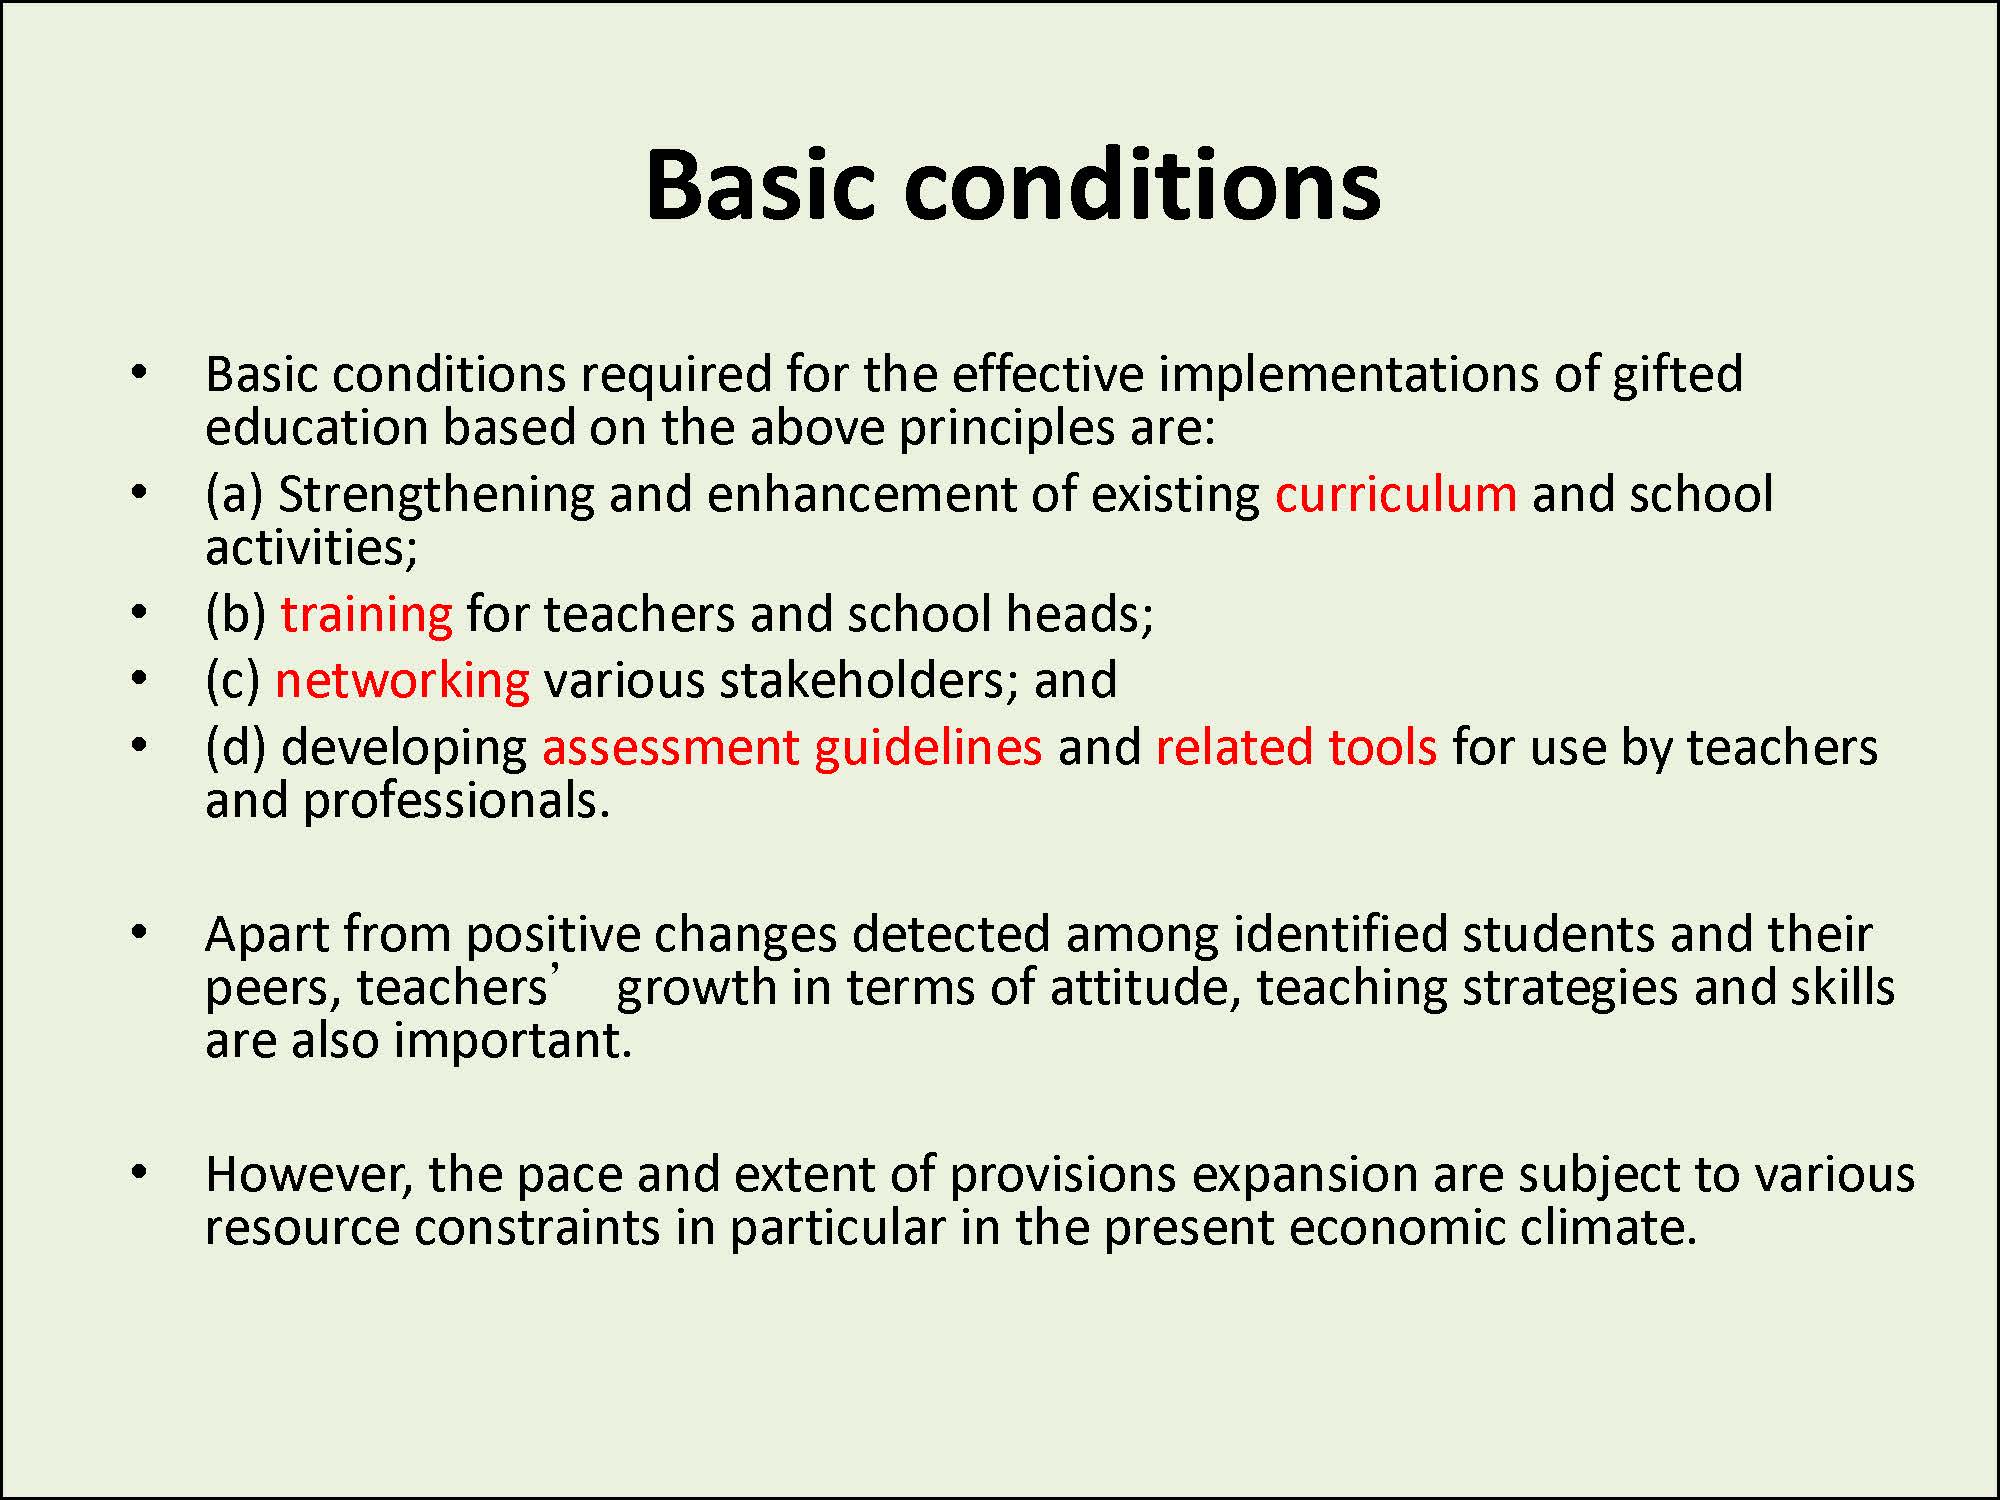 Basic conditions
• Basic conditions required for the effective implementations of gifted
education based on the above principles are:
• (a) Strengthening and enhancement of existing curriculum and school
activities;
• (b) training for teachers and school heads;
• (c) networking various stakeholders; and
• (d) developing assessment guidelines and related tools for use by teachers
and professionals.
• Apart from positive changes detected among identified students and their
peers, teachers’ growth in terms of attitude, teaching strategies and skills
are also important.
• However, the pace and extent of provisions expansion are subject to various
resource constraints in particular in the present economic climate.